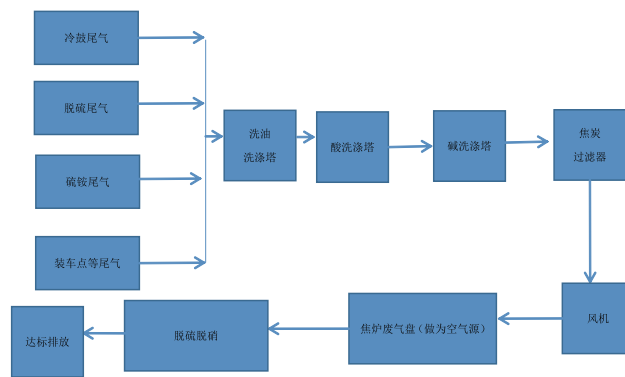 冷鼓尾气
脱硫尾气
硫铵尾气
装车点等尾气
洗油
洗涤塔
酸洗涤塔
碱洗涤塔
焦炭
过滤器
风机
焦炉废气盘（做为空气源）
脱硫脱硝
达标排放